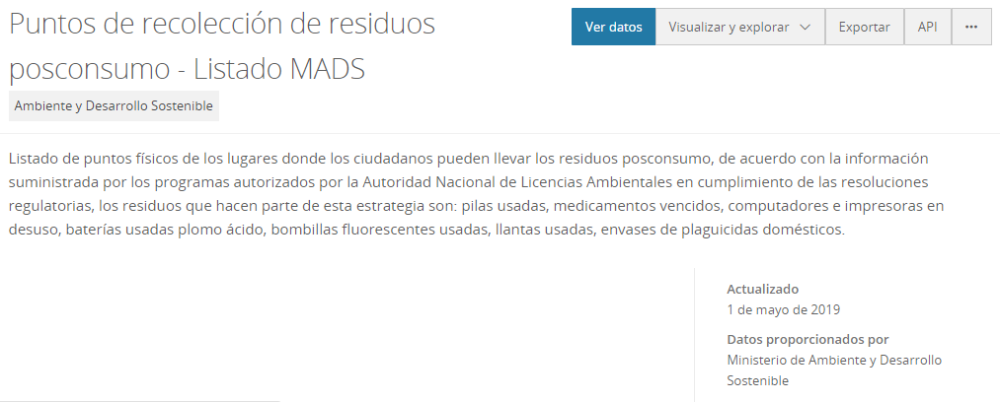 Puntos de recolección de residuos
posconsumo - Listado MADS
Ver datos
Visualizar y explorar
Exportar
API
...
Ambiente y Desarrollo Sostenible
Listado de puntos físicos de los lugares donde los ciudadanos pueden llevar los residuos posconsumo, de acuerdo con la información
suministrada por los programas autorizados por la Autoridad Nacional de Licencias Ambientales en cumplimiento de las resoluciones
regulatorias, los residuos que hacen parte de esta estrategia son: pilas usadas, medicamentos vencidos, computadores e impresoras en
desuso, baterías usadas plomo ácido, bombillas fluorescentes usadas, llantas usadas, envases de plaguicidas domésticos.
Actualizado
1 de mayo de 2019
Datos proporcionados por
Ministerio de Ambiente y Desarrollo
Sostenible